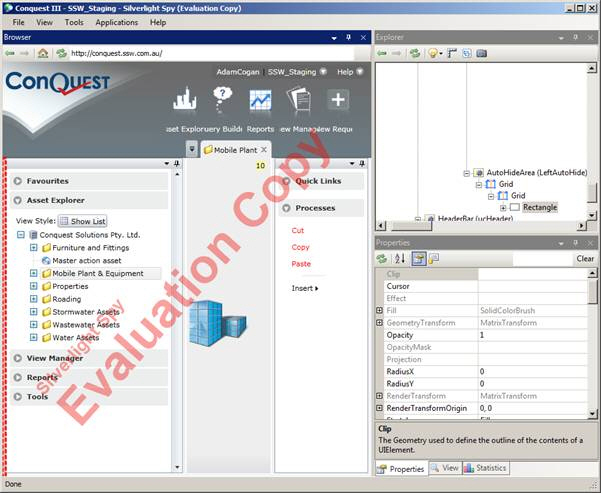 Conquest III - SSW_Staging - Silverlight Spy (Evaluation Copy)
File View Tools Applications Help
Browser
http://conquest.ssw.com.au/
ConQuest
AdamCogan | SSW_Staging Help
asset Explor uery Builde Reports iew Manag New Reque
Mobile Plant
10
Favourites
Asset Explorer
View Style: Show List
Conquest Solutions Pty. Ltd.
Furniture and Fittings
Master action asset
Mobile Plant & Equipment
Properties
Roading
Stormwater Assets
Wastewater Assets
Water Assets
View Manager
Reports
Tools
Quick Links
Processes
Cut
Copy
Paste
Insert
Silverlight Spy
Evaluation Copy
Done
Explorer
AutoHideArea (LeftAutoHide)
Grid
Grid
Rectangle
HeaderBar (ucHeader)
Properties
Clear
Clip
Cursor
Effect
Fill SolidColorBrush
GeometryTransform MatrixTransform
Opacity 1
OpacityMask
Projection
RadiusX 0
RadiusY 0
RenderTransform MatrixTransform
RenderTransformOrigin 0, 0
Clip
The Geometry used to define the outline of the contents of a
UIElement.
Properties View Statistics